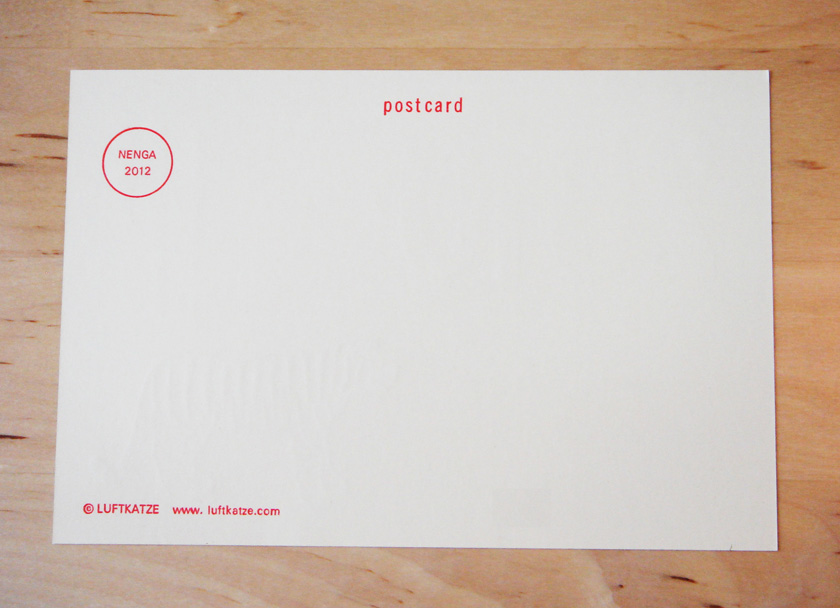 postcard
NENGA
2012
© LUFTKATZE www. luftkatze.com